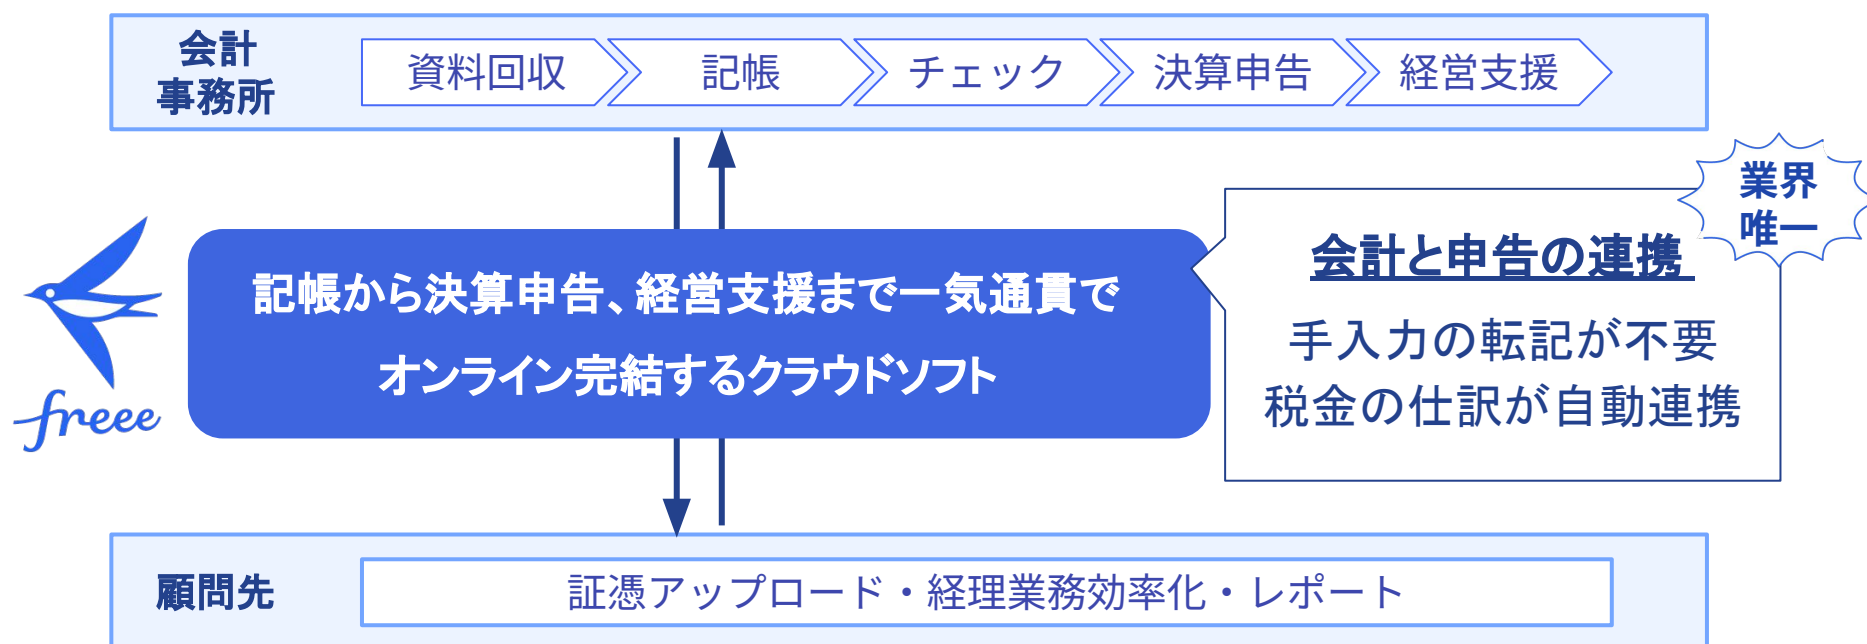 会計
事務所
資料回収
記帳
チェック
決算申告
経営支援
業界
唯一
記帳から決算申告、経営支援まで一気通貫で
オンライン完結するクラウドソフト
会計と申告の連携
手入力の転記が不要
税金の仕訳が自動連携
freee
顧問先
証憑アップロード・経理業務効率化・レポート